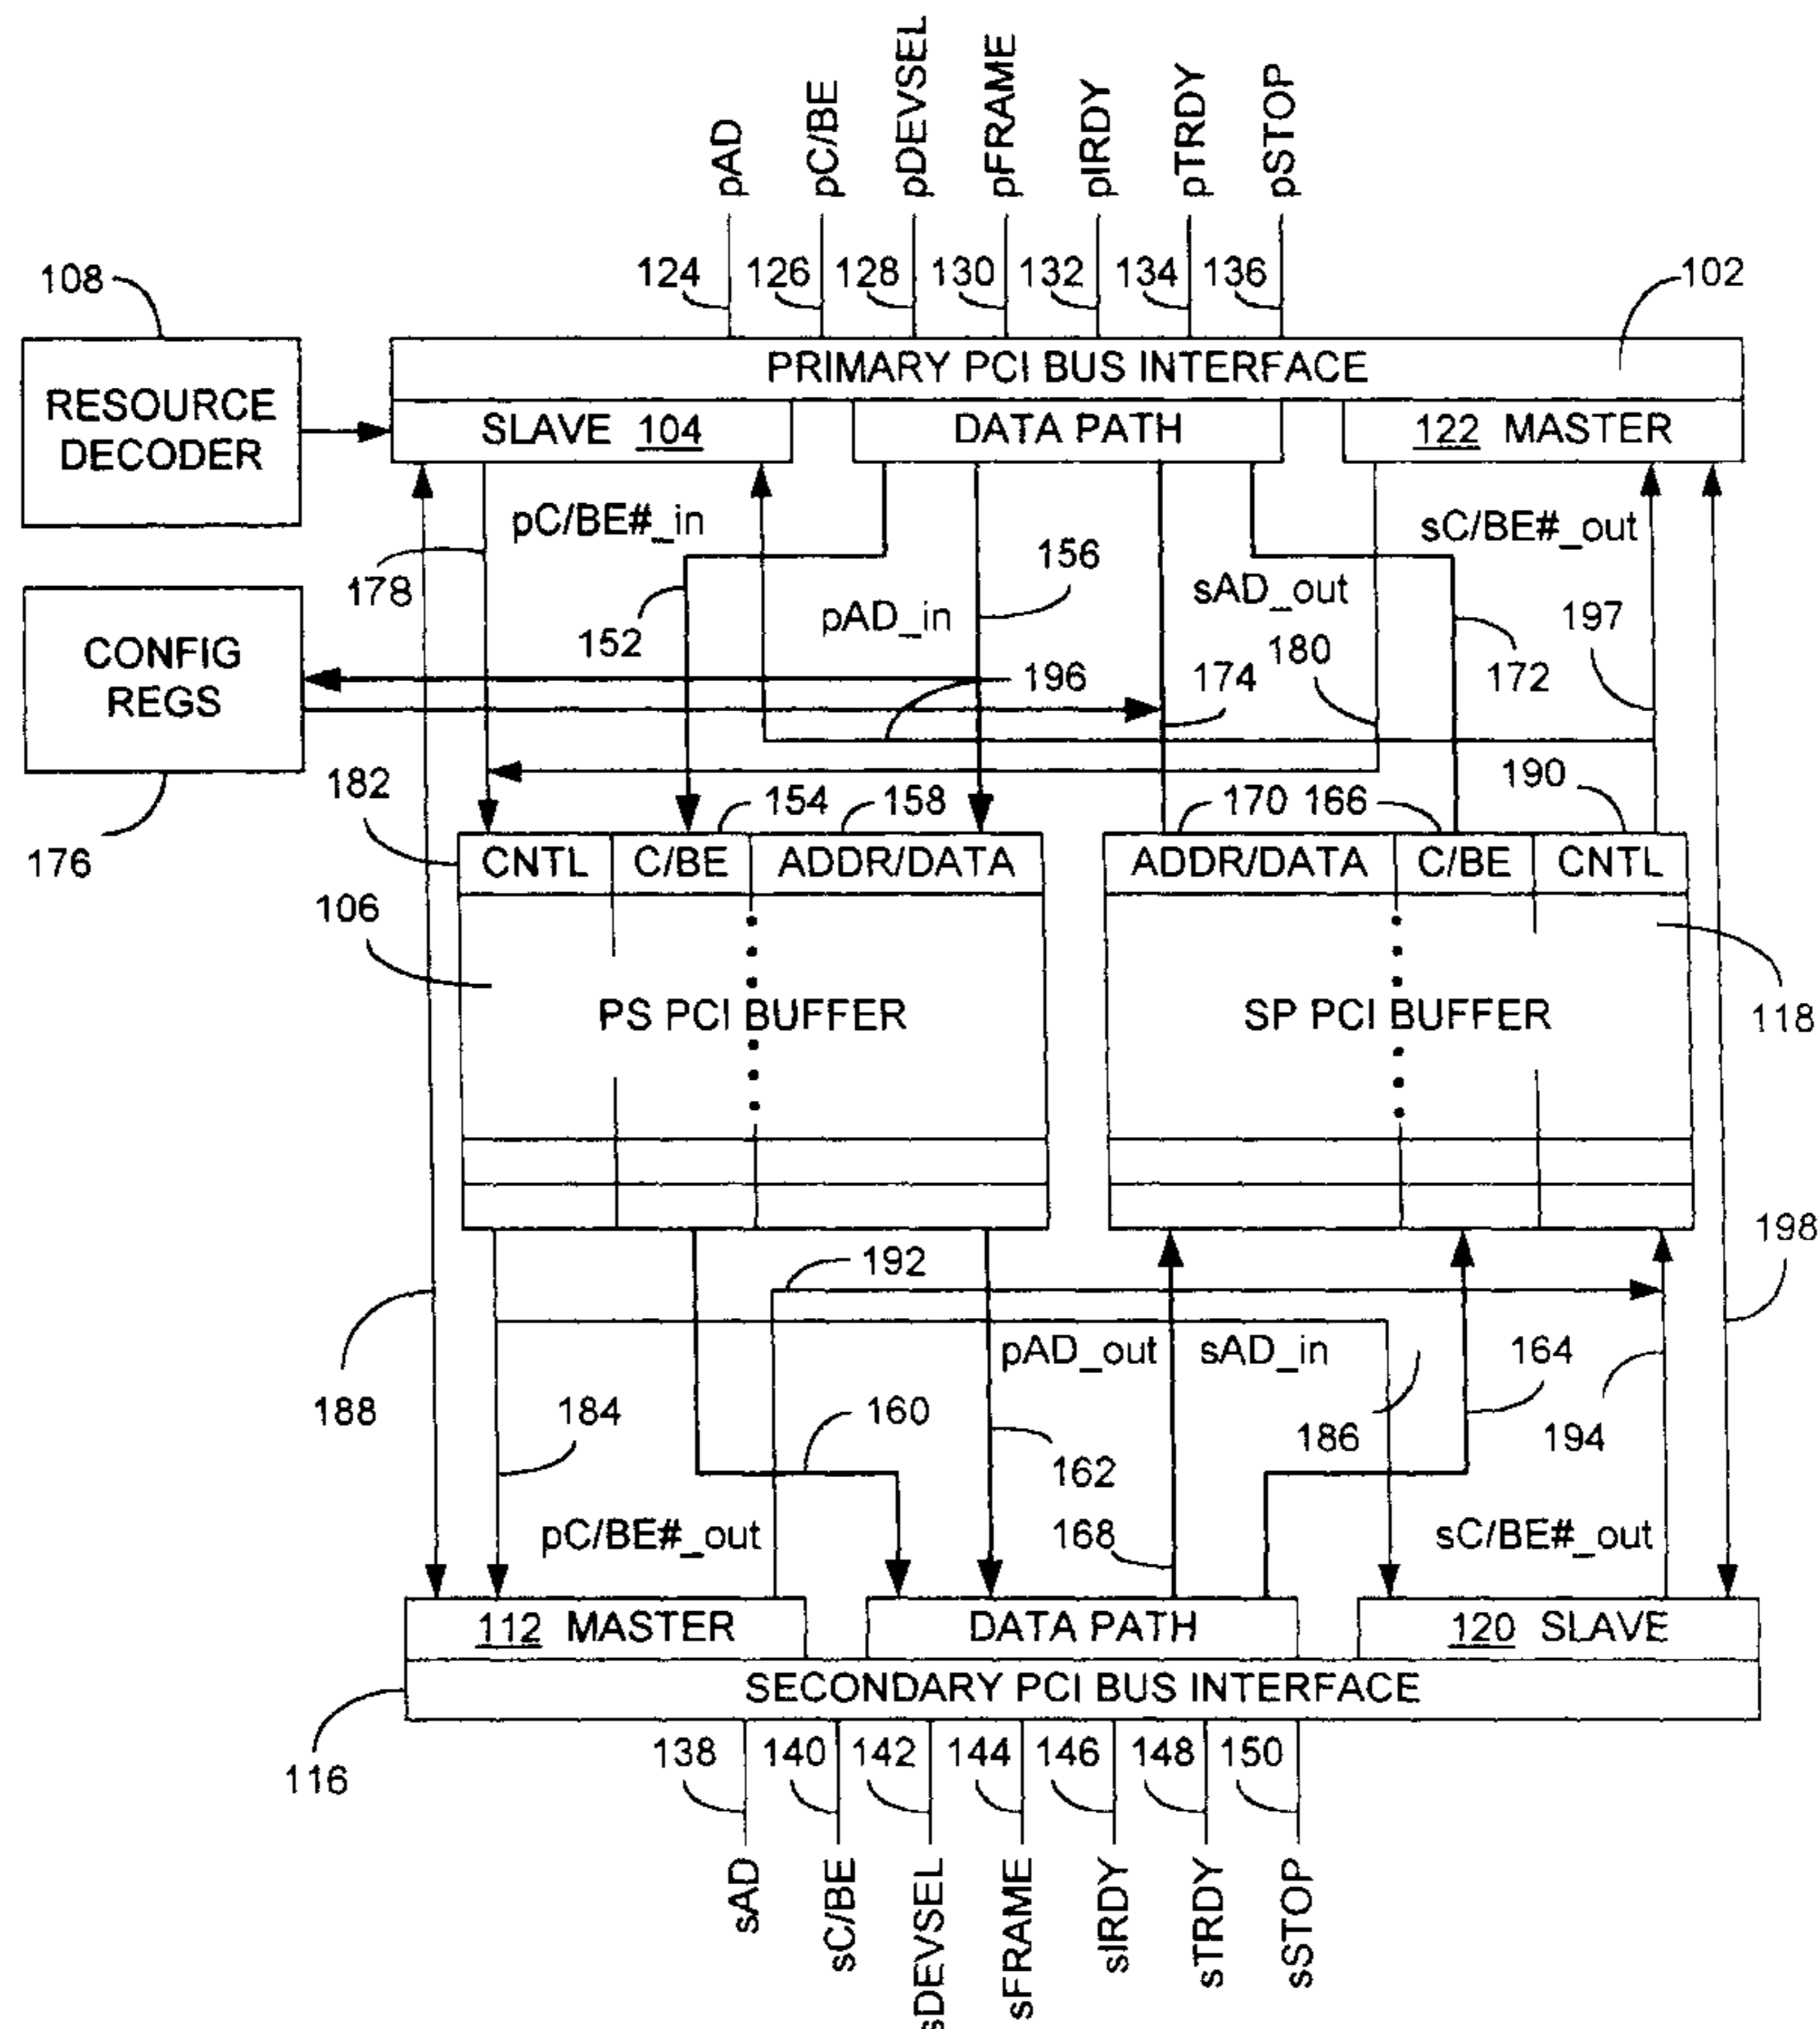 pAD
pC/BE
pDEVSEL
pFRAME
pIRDY
pTRDY
pSTOP
108
124
126
128
130
132
134
136
102
RESOURCE
DECODER
PRIMARY PCI BUS INTERFACE
SLAVE 104
DATA PATH
122 MASTER
pC/BE#_in
sC/BE#_out
178
152
pAD_in
156
sAD_out
180
197
CONFIG
REGS
196
174
172
176
182
154
158
170
166
190
CNTL
C/BE
ADDR/DATA
ADDR/DATA
C/BE
CNTL
106
PS PCI BUFFER
SP PCI BUFFER
118
192
198
pAD_out
sAD_in
164
188
184
160
162
186
194
pC/BE#_out
168
sC/BE#_out
112 MASTER
DATA PATH
120 SLAVE
SECONDARY PCI BUS INTERFACE
116
138
140
142
144
146
148
150
sAD
sC/BE
sDEVSEL
sFRAME
sIRDY
sTRDY
sSTOP